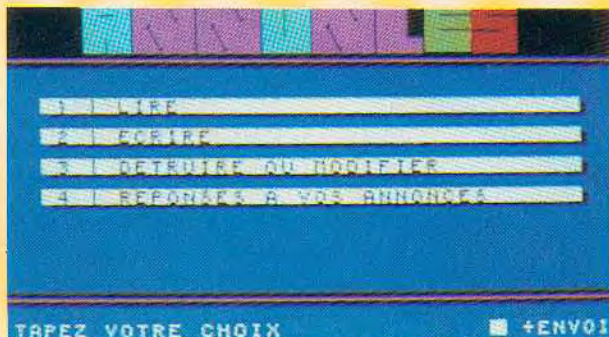 1 | LIRE
2 | ECRIRE
3 | DETRUIRE OU MODIFIER
4 | REPONSES A VOS ANNONCES
TAPEZ VOTRE CHOIX ■ +ENVOI